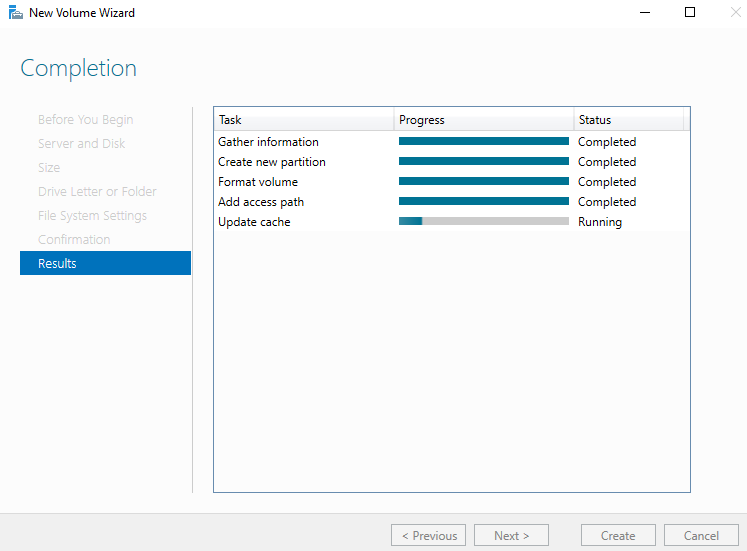 New Volume Wizard
Completion
Before You Begin
Server and Disk
Size
Drive Letter or Folder
File System Settings
Confirmation
Results
Task Progress Status
Gather information Completed
Create new partition Completed
Format volume Completed
Add access path Completed
Update cache Running
< Previous Next > Create Cancel